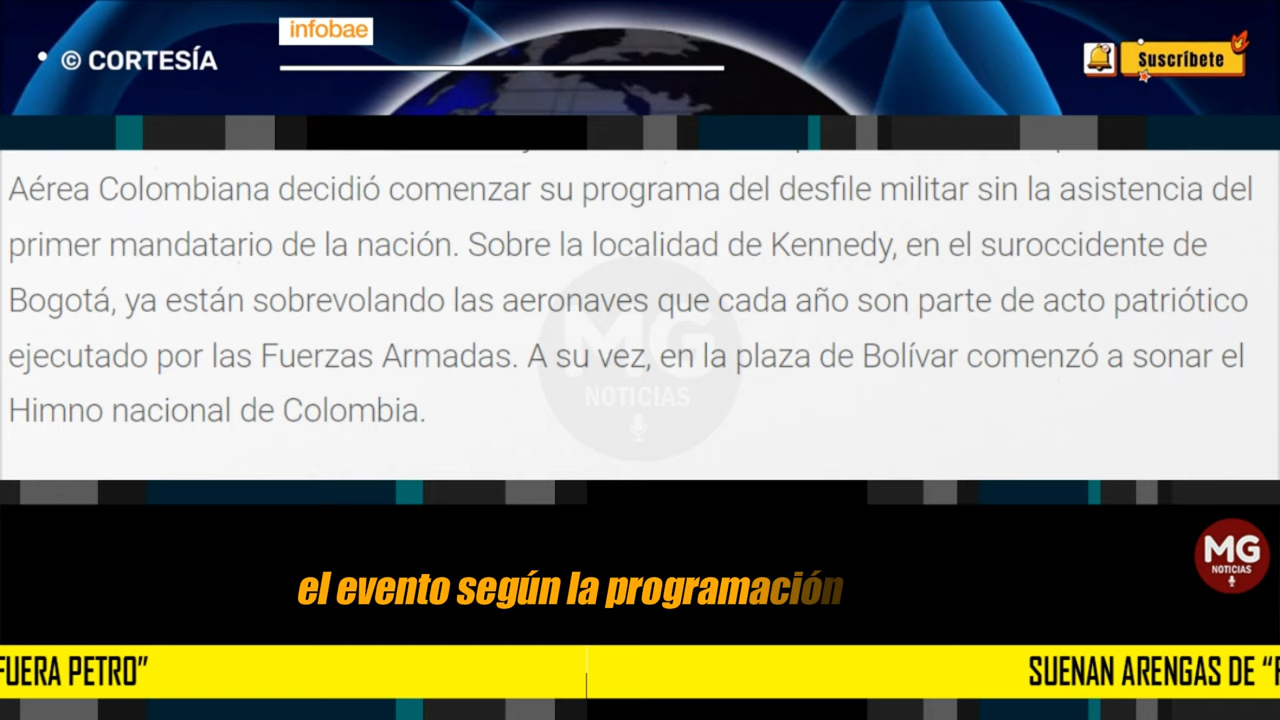 infobae
© CORTESÍA
Suscríbete
Aérea Colombiana decidió comenzar su programa del desfile militar sin la asistencia del
primer mandatario de la nación. Sobre la localidad de Kennedy, en el suroccidente de
Bogotá, ya están sobrevolando las aeronaves que cada año son parte de acto patriótico
ejecutado por las Fuerzas Armadas. A su vez, en la plaza de Bolívar comenzó a sonar el
Himno nacional de Colombia.
MG
NOTICIAS
MG
NOTICIAS
el evento según la programación
FUERA PETRO” SUENAN ARENGAS DE “